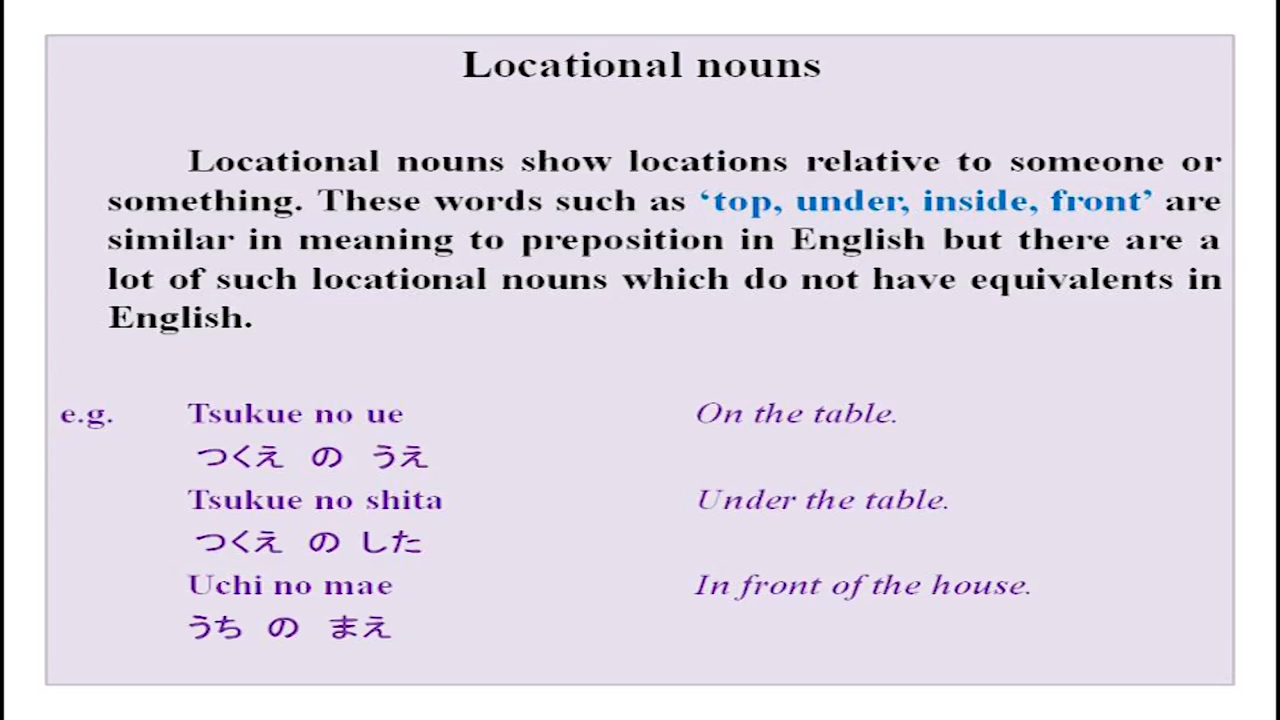 Locational nouns
Locational nouns show locations relative to someone or
something. These words such as ‘top, under, inside, front’ are
similar in meaning to preposition in English but there are a
lot of such locational nouns which do not have equivalents in
English.
e.g. Tsukue no ue On the table.
つくえ の うえ
Tsukue no shita Under the table.
つくえ の した
Uchi no mae In front of the house.
うち の まえ